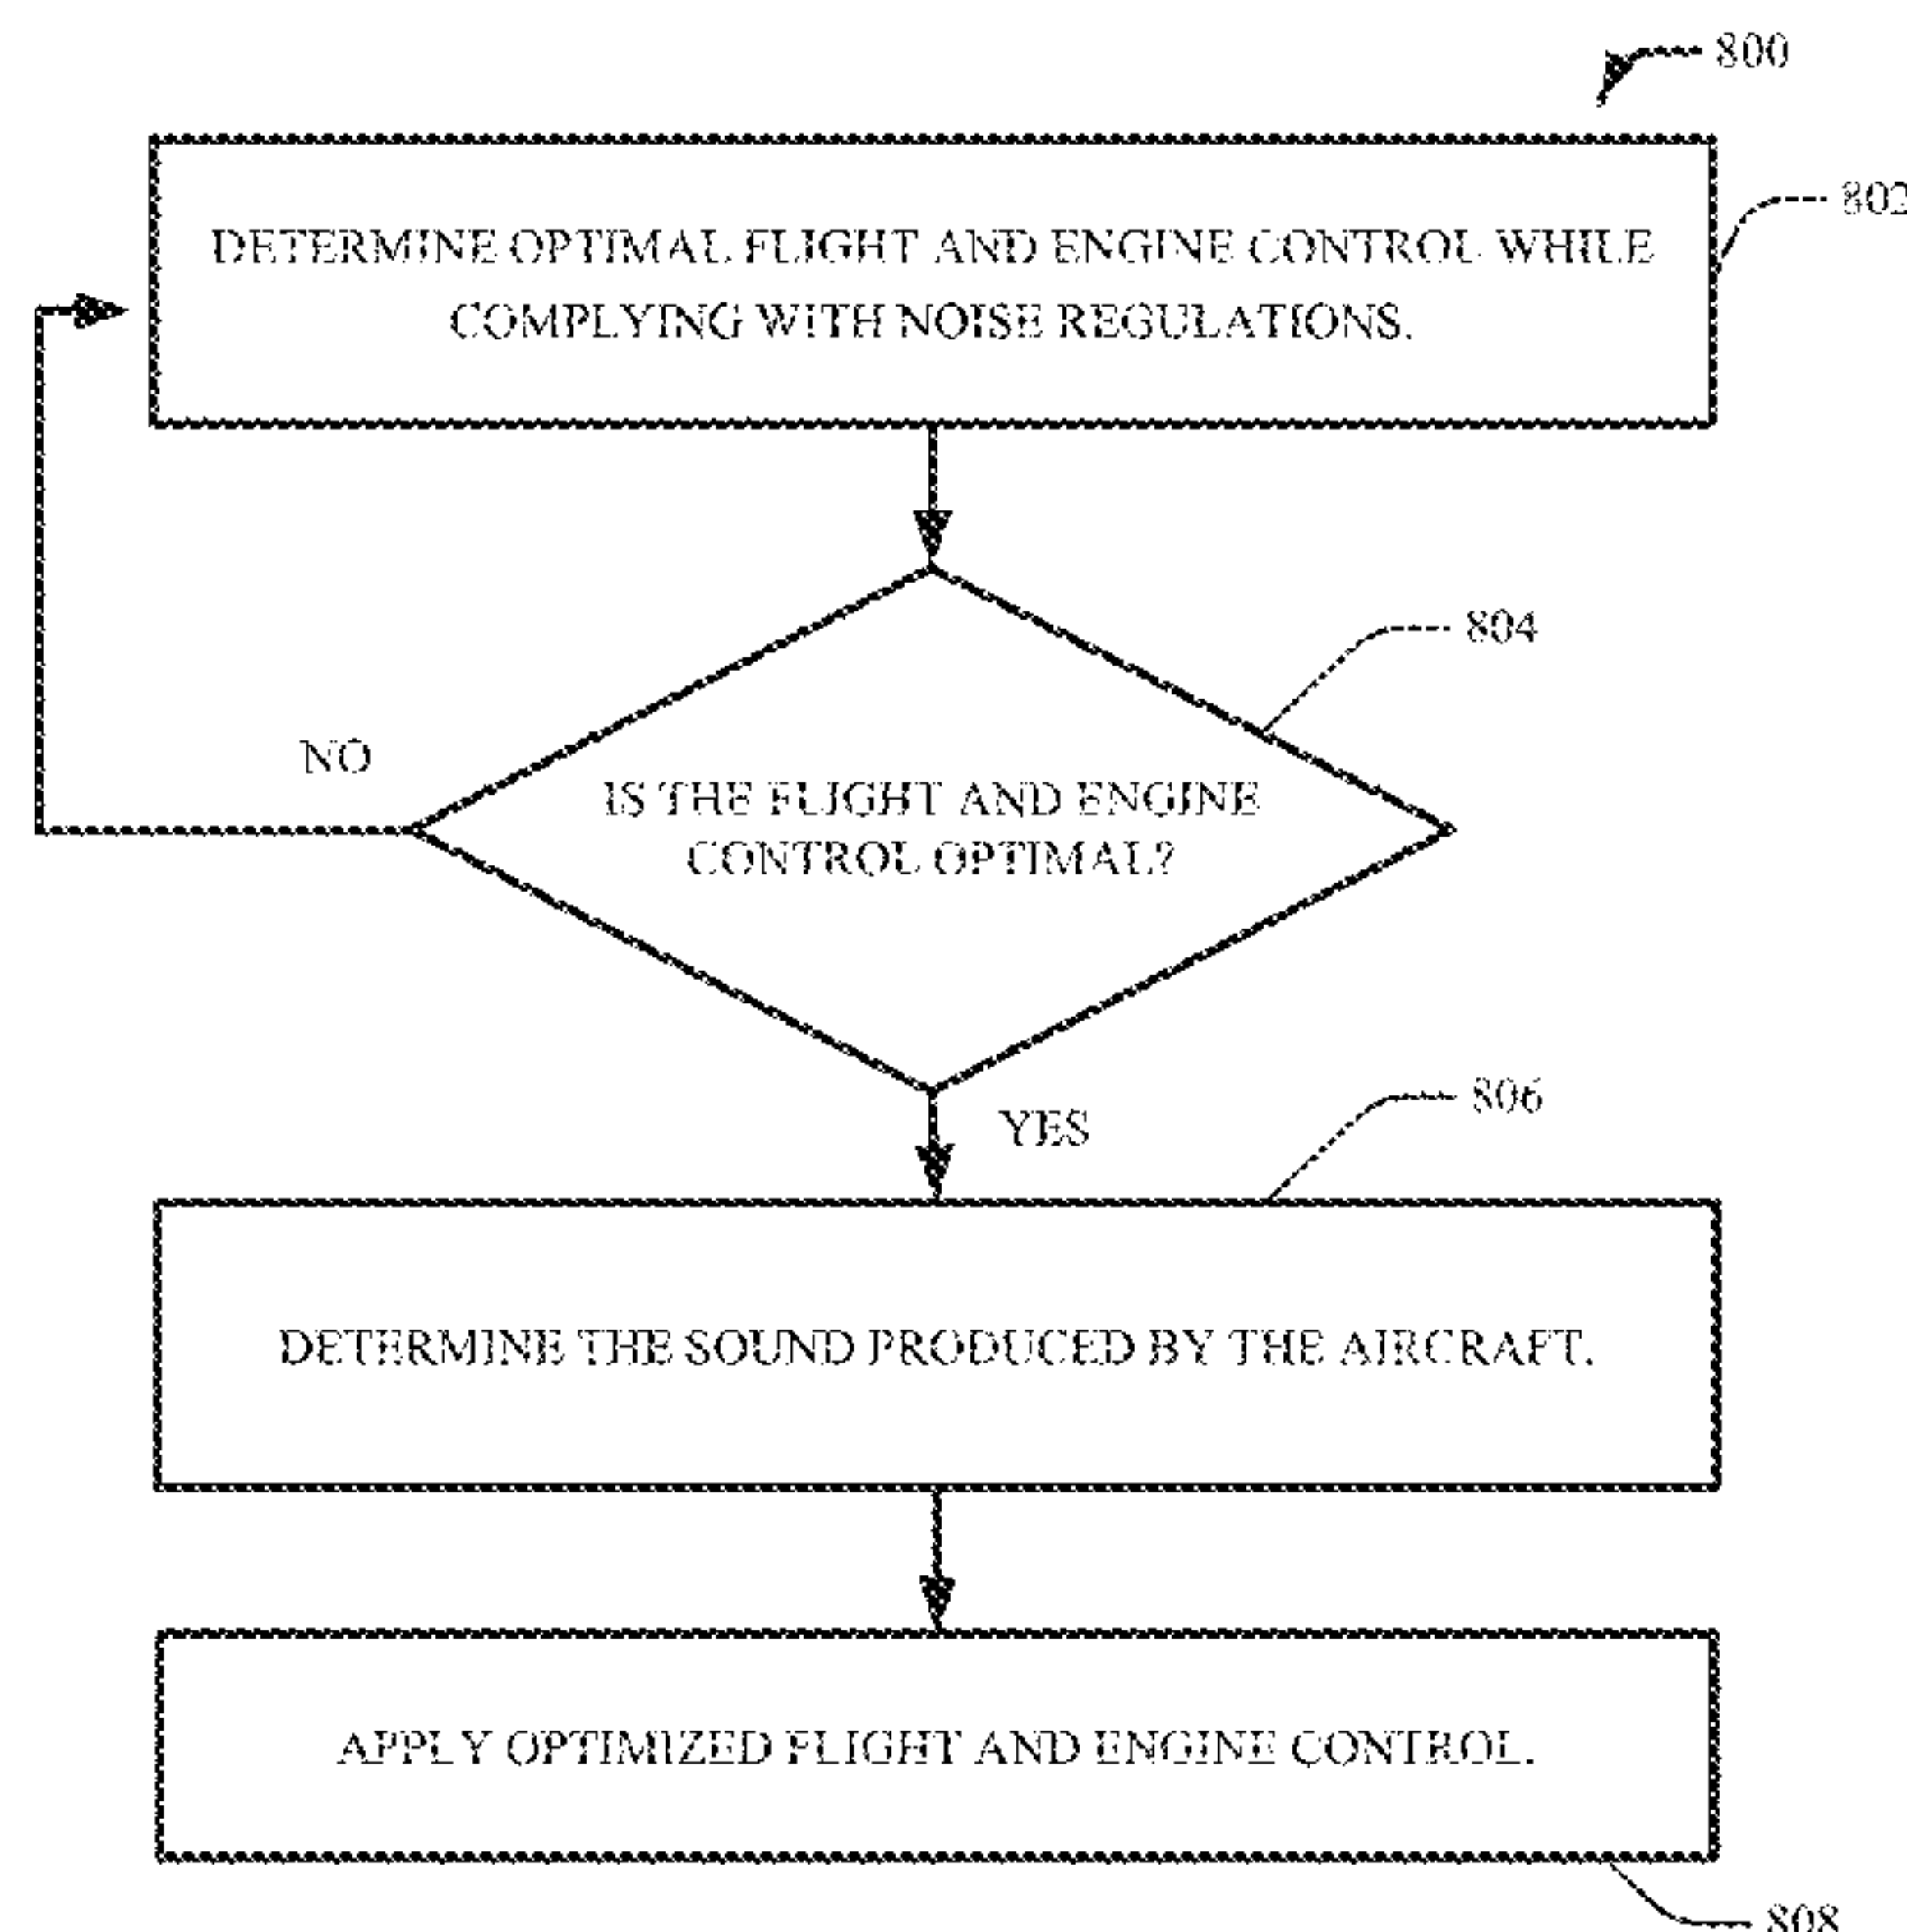 800
802
DETERMINE OPTIMAL FLIGHT AND ENGINE CONTROL WHILE
COMPLYING WITH NOISE REGULATIONS.
804
NO
IS THE FLIGHT AND ENGINE
CONTROL OPTIMAL?
806
YES
DETERMINE THE SOUND PRODUCED BY THE AIRCRAFT.
APPLY OPTIMIZED FLIGHT AND ENGINE CONTROL.
808